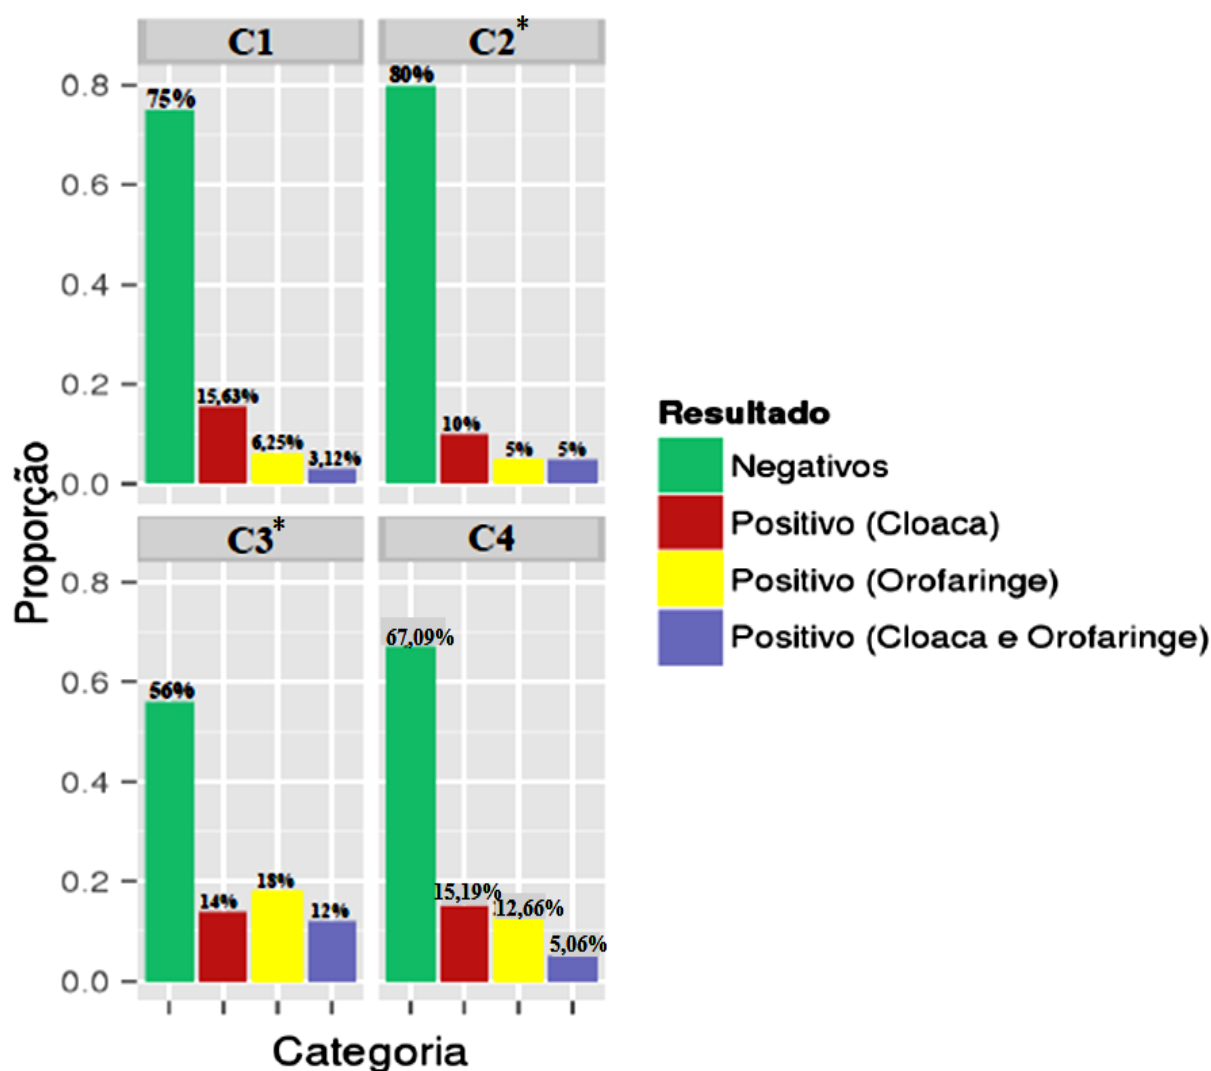 C1
C2*
75%
15,63%
6,25%
3,12%
80%
10%
5%
5%
0.8
0.6
0.4
0.2
0.0
C3*
C4
56%
14%
18%
12%
67,09%
15,19%
12,66%
5,06%
0.8
0.6
0.4
0.2
0.0
Proporção
Categoria
Resultado
Negativos
Positivo (Cloaca)
Positivo (Orofaringe)
Positivo (Cloaca e Orofaringe)